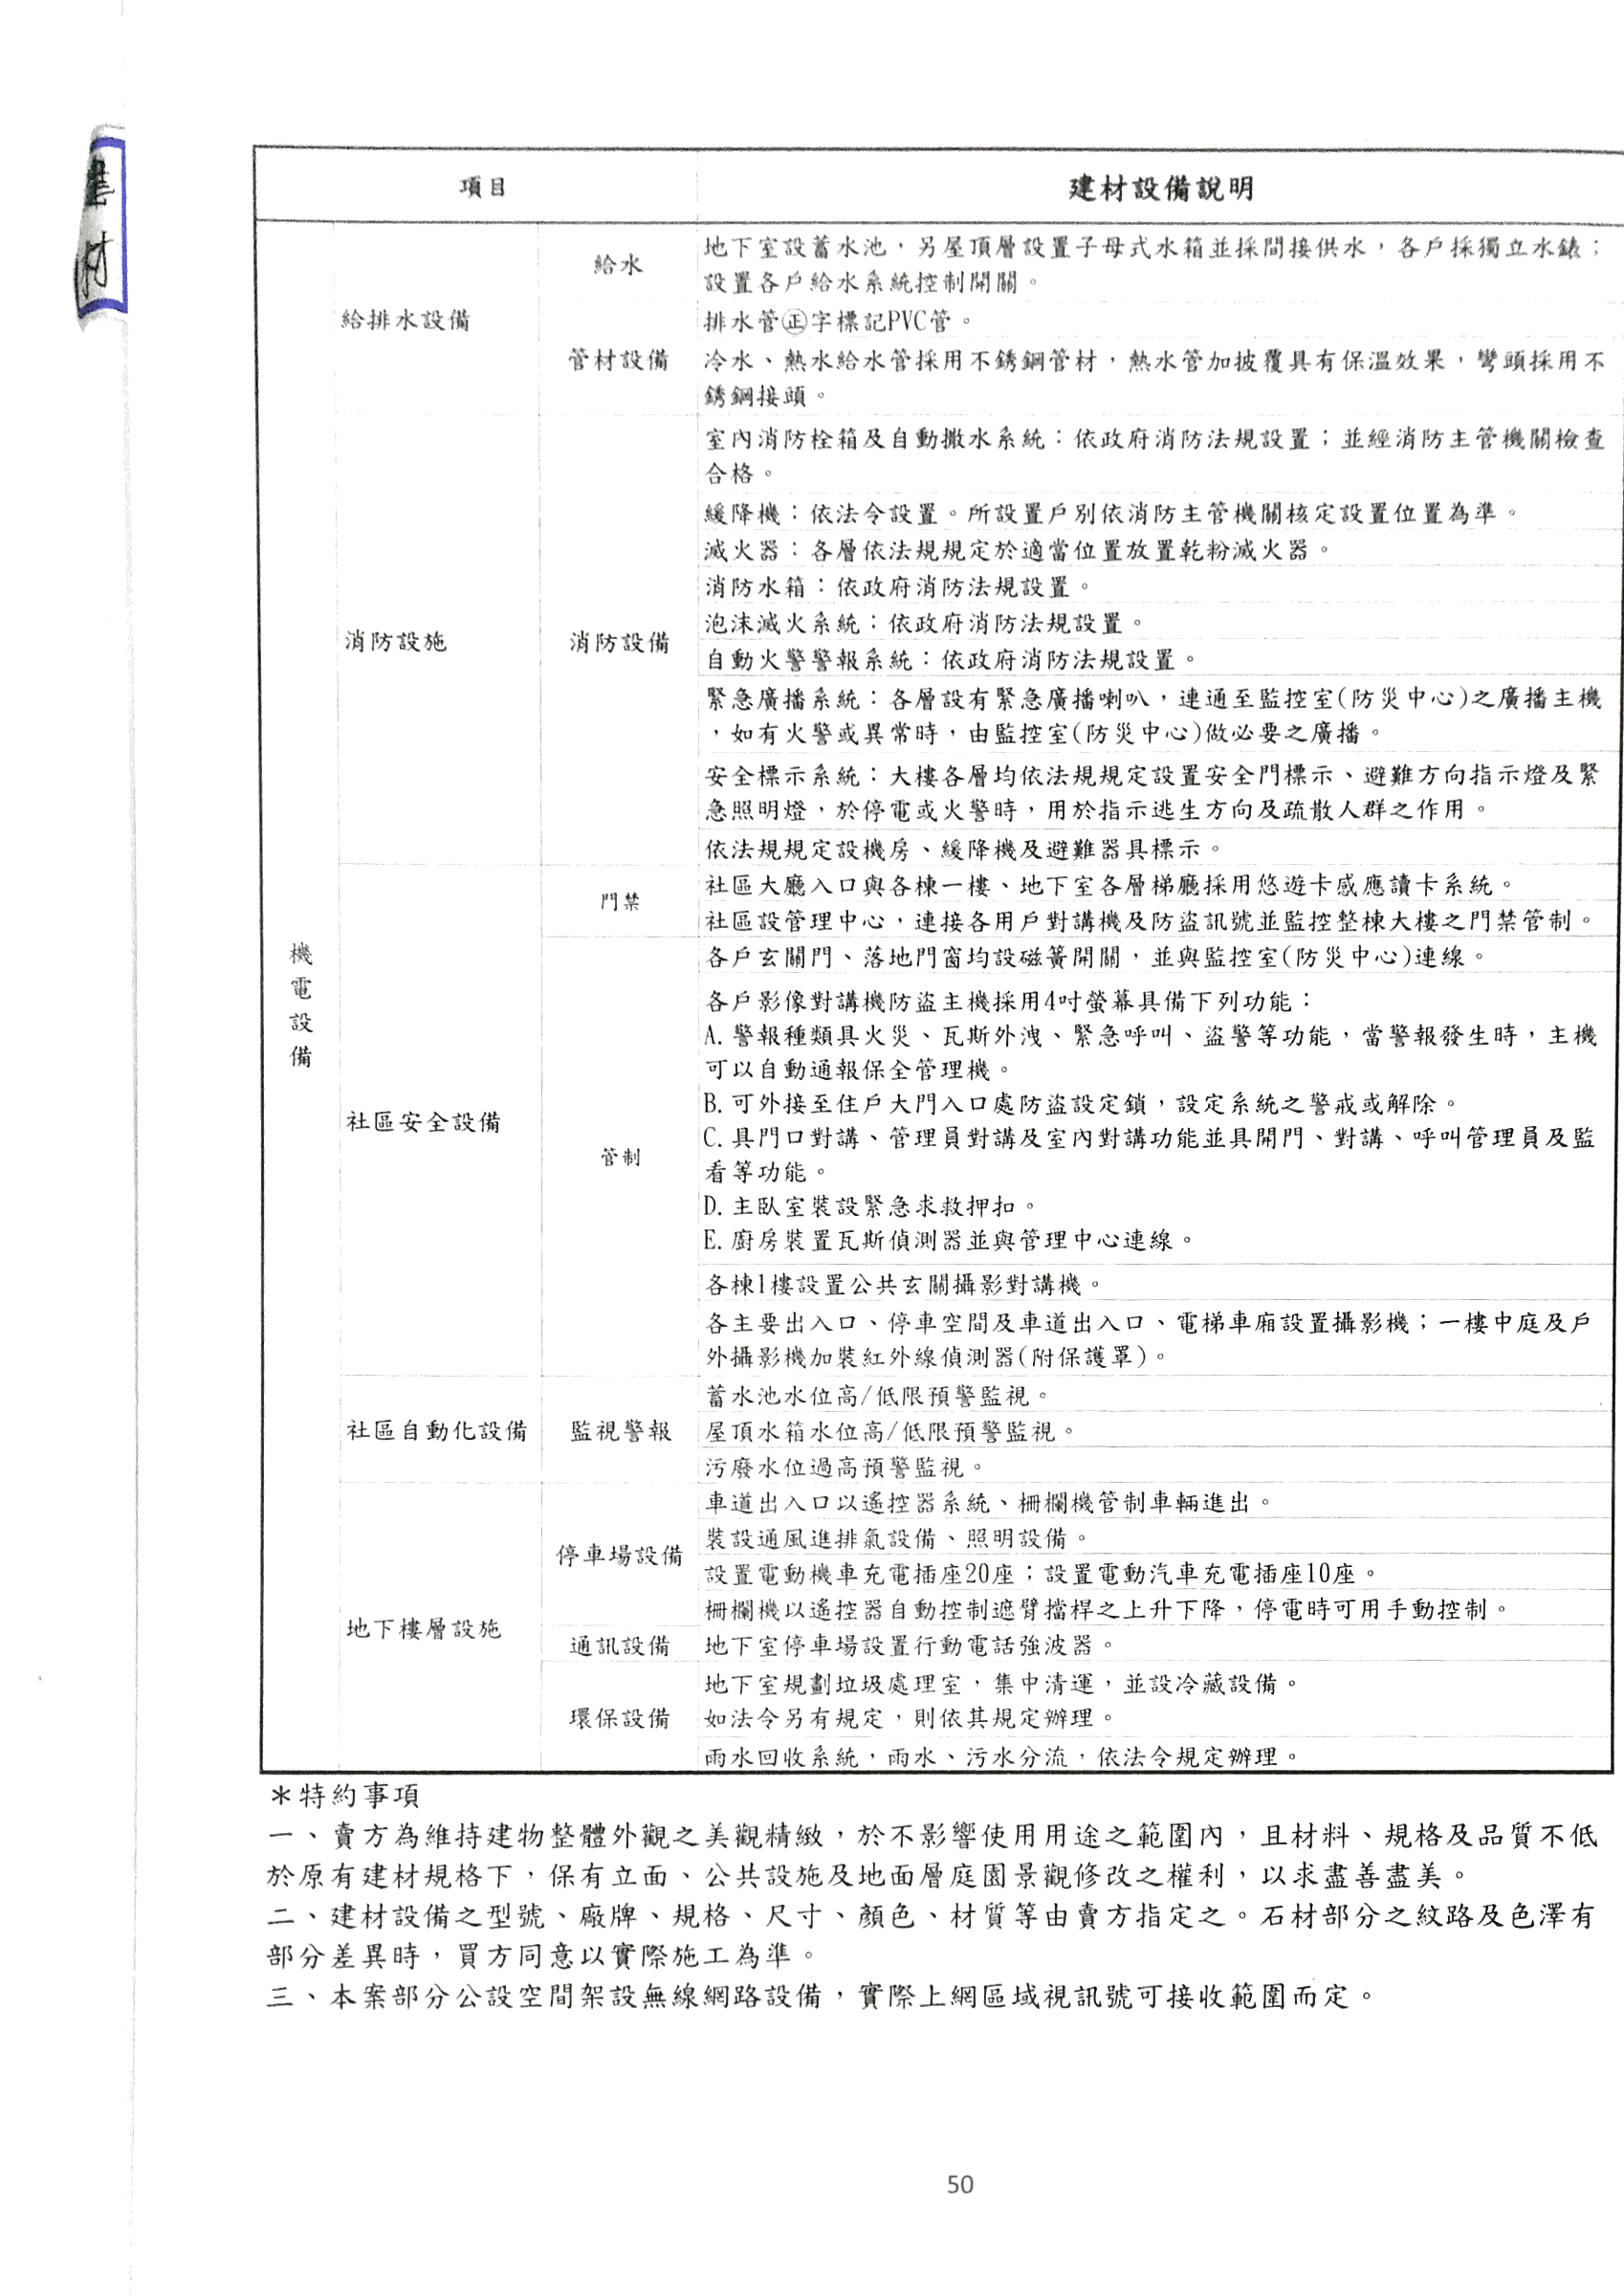 建材
項目
建材設備說明
機電設備
給排水設備
給水
地下室設蓄水池，另屋頂層設置子母式水箱並採間接供水，各戶採獨立水錶；
設置各戶給水系統控制開關。
管材設備
排水管㊣字標記PVC管。
冷水、熱水給水管採用不銹鋼管材，熱水管加披覆具有保溫效果，彎頭採用不
銹鋼接頭。
消防設施
消防設備
室內消防栓箱及自動撒水系統：依政府消防法規設置；並經消防主管機關檢查
合格。
緩降機：依法令設置。所設置戶別依消防主管機關核定設置位置為準。
滅火器：各層依法規規定於適當位置放置乾粉滅火器。
消防水箱：依政府消防法規設置。
泡沫滅火系統：依政府消防法規設置。
自動火警警報系統：依政府消防法規設置。
緊急廣播系統：各層設有緊急廣播喇叭，連通至監控室(防災中心)之廣播主機
，如有火警或異常時，由監控室(防災中心)做必要之廣播。
安全標示系統：大樓各層均依法規規定設置安全門標示、避難方向指示燈及緊
急照明燈，於停電或火警時，用於指示逃生方向及疏散人群之作用。
依法規規定設機房、緩降機及避難器具標示。
社區安全設備
門禁
社區大廳入口與各棟一樓、地下室各層梯廳採用悠遊卡感應讀卡系統。
社區設管理中心，連接各用戶對講機及防盜訊號並監控整棟大樓之門禁管制。
管制
各戶玄關門、落地門窗均設磁簧開關，並與監控室(防災中心)連線。
各戶影像對講機防盜主機採用4吋螢幕具備下列功能：
A.警報種類具火災、瓦斯外洩、緊急呼叫、盜警等功能，當警報發生時，主機
可以自動通報保全管理機。
B.可外接至住戶大門入口處防盜設定鎖，設定系統之警戒或解除。
C.具門口對講、管理員對講及室內對講功能並具開門、對講、呼叫管理員及監
看等功能。
D.主臥室裝設緊急求救押扣。
E.廚房裝置瓦斯偵測器並與管理中心連線。
各棟1樓設置公共玄關攝影對講機。
各主要出入口、停車空間及車道出入口、電梯車廂設置攝影機；一樓中庭及戶
外攝影機加裝紅外線偵測器(附保護罩)。
社區自動化設備
監視警報
蓄水池水位高/低限預警監視。
屋頂水箱水位高/低限預警監視。
污廢水位過高預警監視。
地下樓層設施
停車場設備
車道出入口以遙控器系統、柵欄機管制車輛進出。
裝設通風進排氣設備、照明設備。
設置電動機車充電插座20座；設置電動汽車充電插座10座。
柵欄機以遙控器自動控制遮臂擋桿之上升下降，停電時可用手動控制。
通訊設備
地下室停車場設置行動電話強波器。
環保設備
地下室規劃垃圾處理室，集中清運，並設冷藏設備。
如法令另有規定，則依其規定辦理。
雨水回收系統，雨水、污水分流，依法令規定辦理。
＊特約事項
一、賣方為維持建物整體外觀之美觀精緻，於不影響使用用途之範圍內，且材料、規格及品質不低
於原有建材規格下，保有立面、公共設施及地面層庭園景觀修改之權利，以求盡善盡美。
二、建材設備之型號、廠牌、規格、尺寸、顏色、材質等由賣方指定之。石材部分之紋路及色澤有
部分差異時，買方同意以實際施工為準。
三、本案部分公設空間架設無線網路設備，實際上網區域視訊號可接收範圍而定。
50